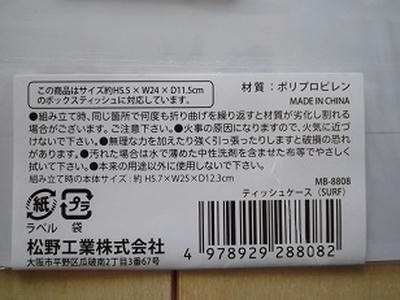 この商品はサイズ約H5.5×W24×D11.5cm
のボックスティッシュに対応しています。
材質：ポリプロピレン
MADE IN CHINA
●組み立て時、同じ箇所で何度も折り曲げを繰り返すと材質が劣化し割れる
場合がございます。ご注意下さい。●火事の原因になりますので、火気に近づ
けないで下さい。●無理な力を加えたり強く引っ張ったりしますと破損の恐れ
があります。●汚れた場合は水で薄めた中性洗剤を含ませた布等でやさしく
拭いて下さい。●本来の用途以外に使用しないで下さい。
組み立て時の本体サイズ：約 H5.7×W25×D12.3cm
MB-8808
ティッシュケース（SURF）
紙
プラ
ラベル
袋
松野工業株式会社
大阪市平野区瓜破南2丁目3番67号
4 978929 288082